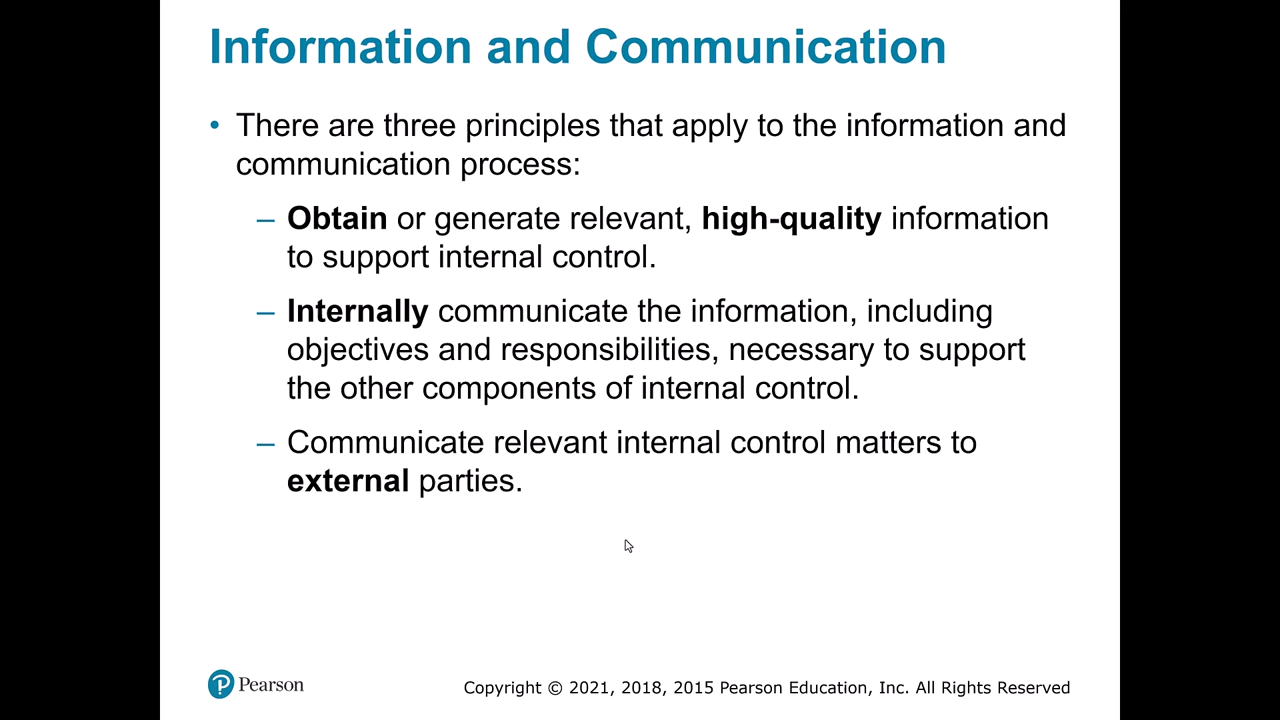 Information and Communication
• There are three principles that apply to the information and
communication process:
– Obtain or generate relevant, high-quality information
to support internal control.
– Internally communicate the information, including
objectives and responsibilities, necessary to support
the other components of internal control.
– Communicate relevant internal control matters to
external parties.
P Pearson
Copyright © 2021, 2018, 2015 Pearson Education, Inc. All Rights Reserved